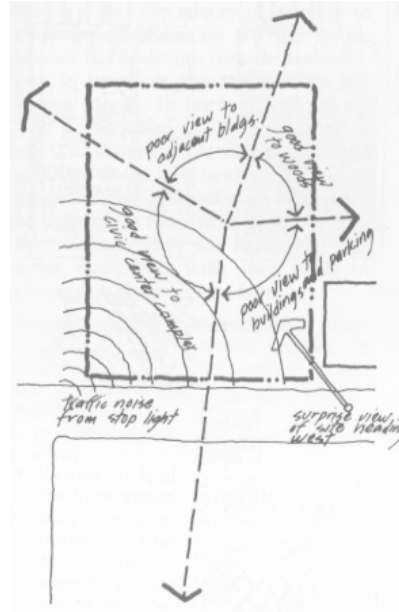 poor view to
adjacent bldgs.
good view
to woods
good view to
civic center complex
poor view to
buildings and parking
traffic noise
from stop light
surprise view
of site heading
west